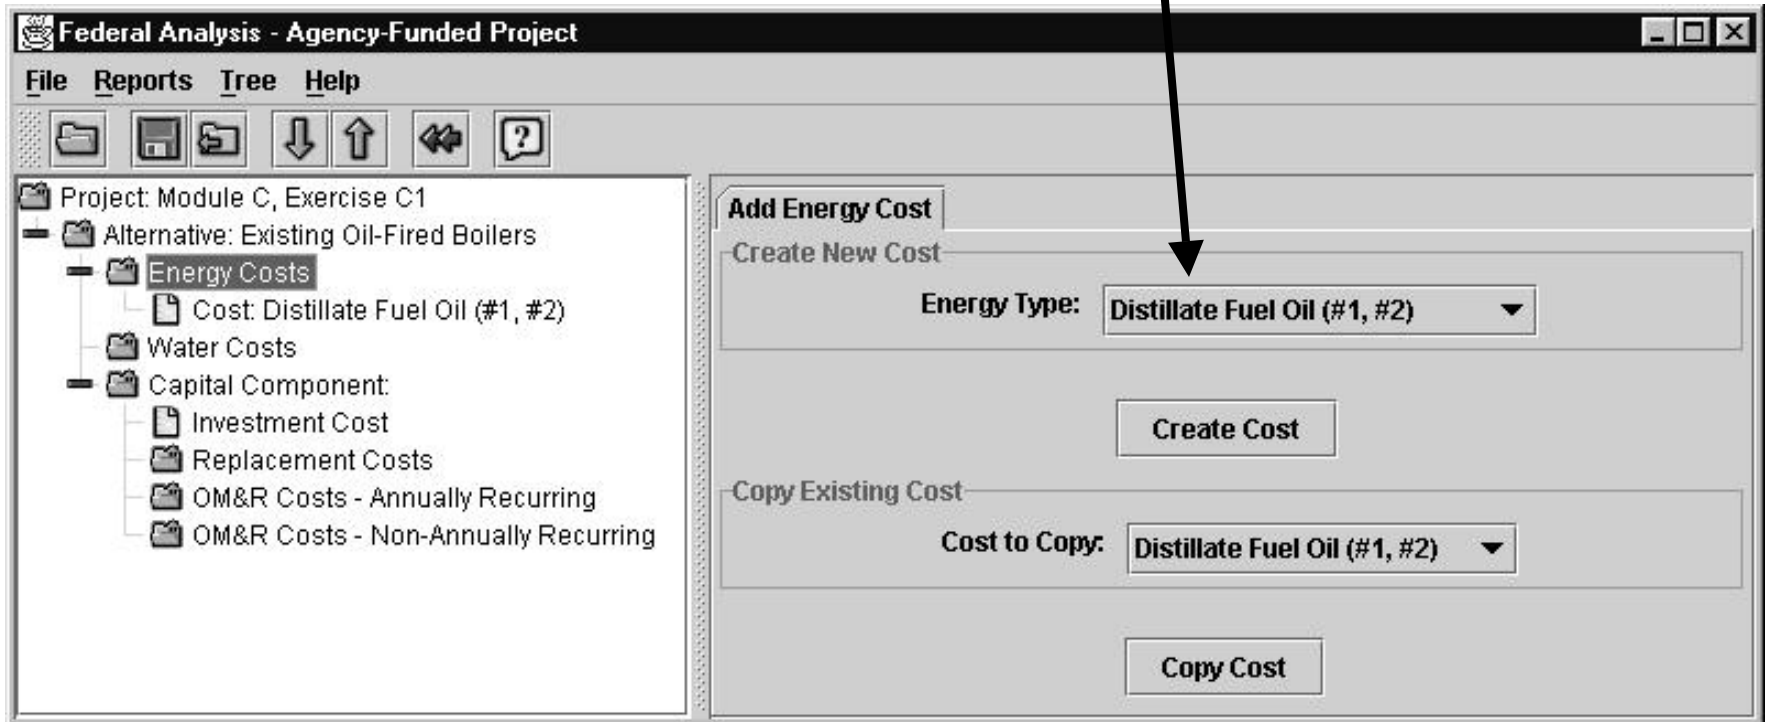 Federal Analysis - Agency-Funded Project
File Reports Tree Help
?
Project: Module C, Exercise C1
Alternative: Existing Oil-Fired Boilers
Energy Costs
Cost: Distillate Fuel Oil (#1, #2)
Water Costs
Capital Component:
Investment Cost
Replacement Costs
OM&R Costs - Annually Recurring
OM&R Costs - Non-Annually Recurring
Add Energy Cost
Create New Cost
Energy Type: Distillate Fuel Oil (#1, #2)
Create Cost
Copy Existing Cost
Cost to Copy: Distillate Fuel Oil (#1, #2)
Copy Cost